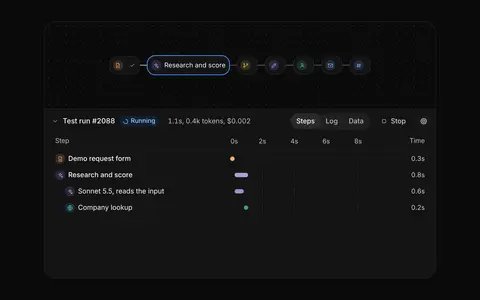 Research and score
Test run #2088 Running 1.1s, 0.4k tokens, $0.002 Steps Log Data Stop
Step 0s 2s 4s 6s 8s Time
Demo request form 0.3s
Research and score 0.8s
Sonnet 5.5, reads the input 0.6s
Company lookup 0.2s